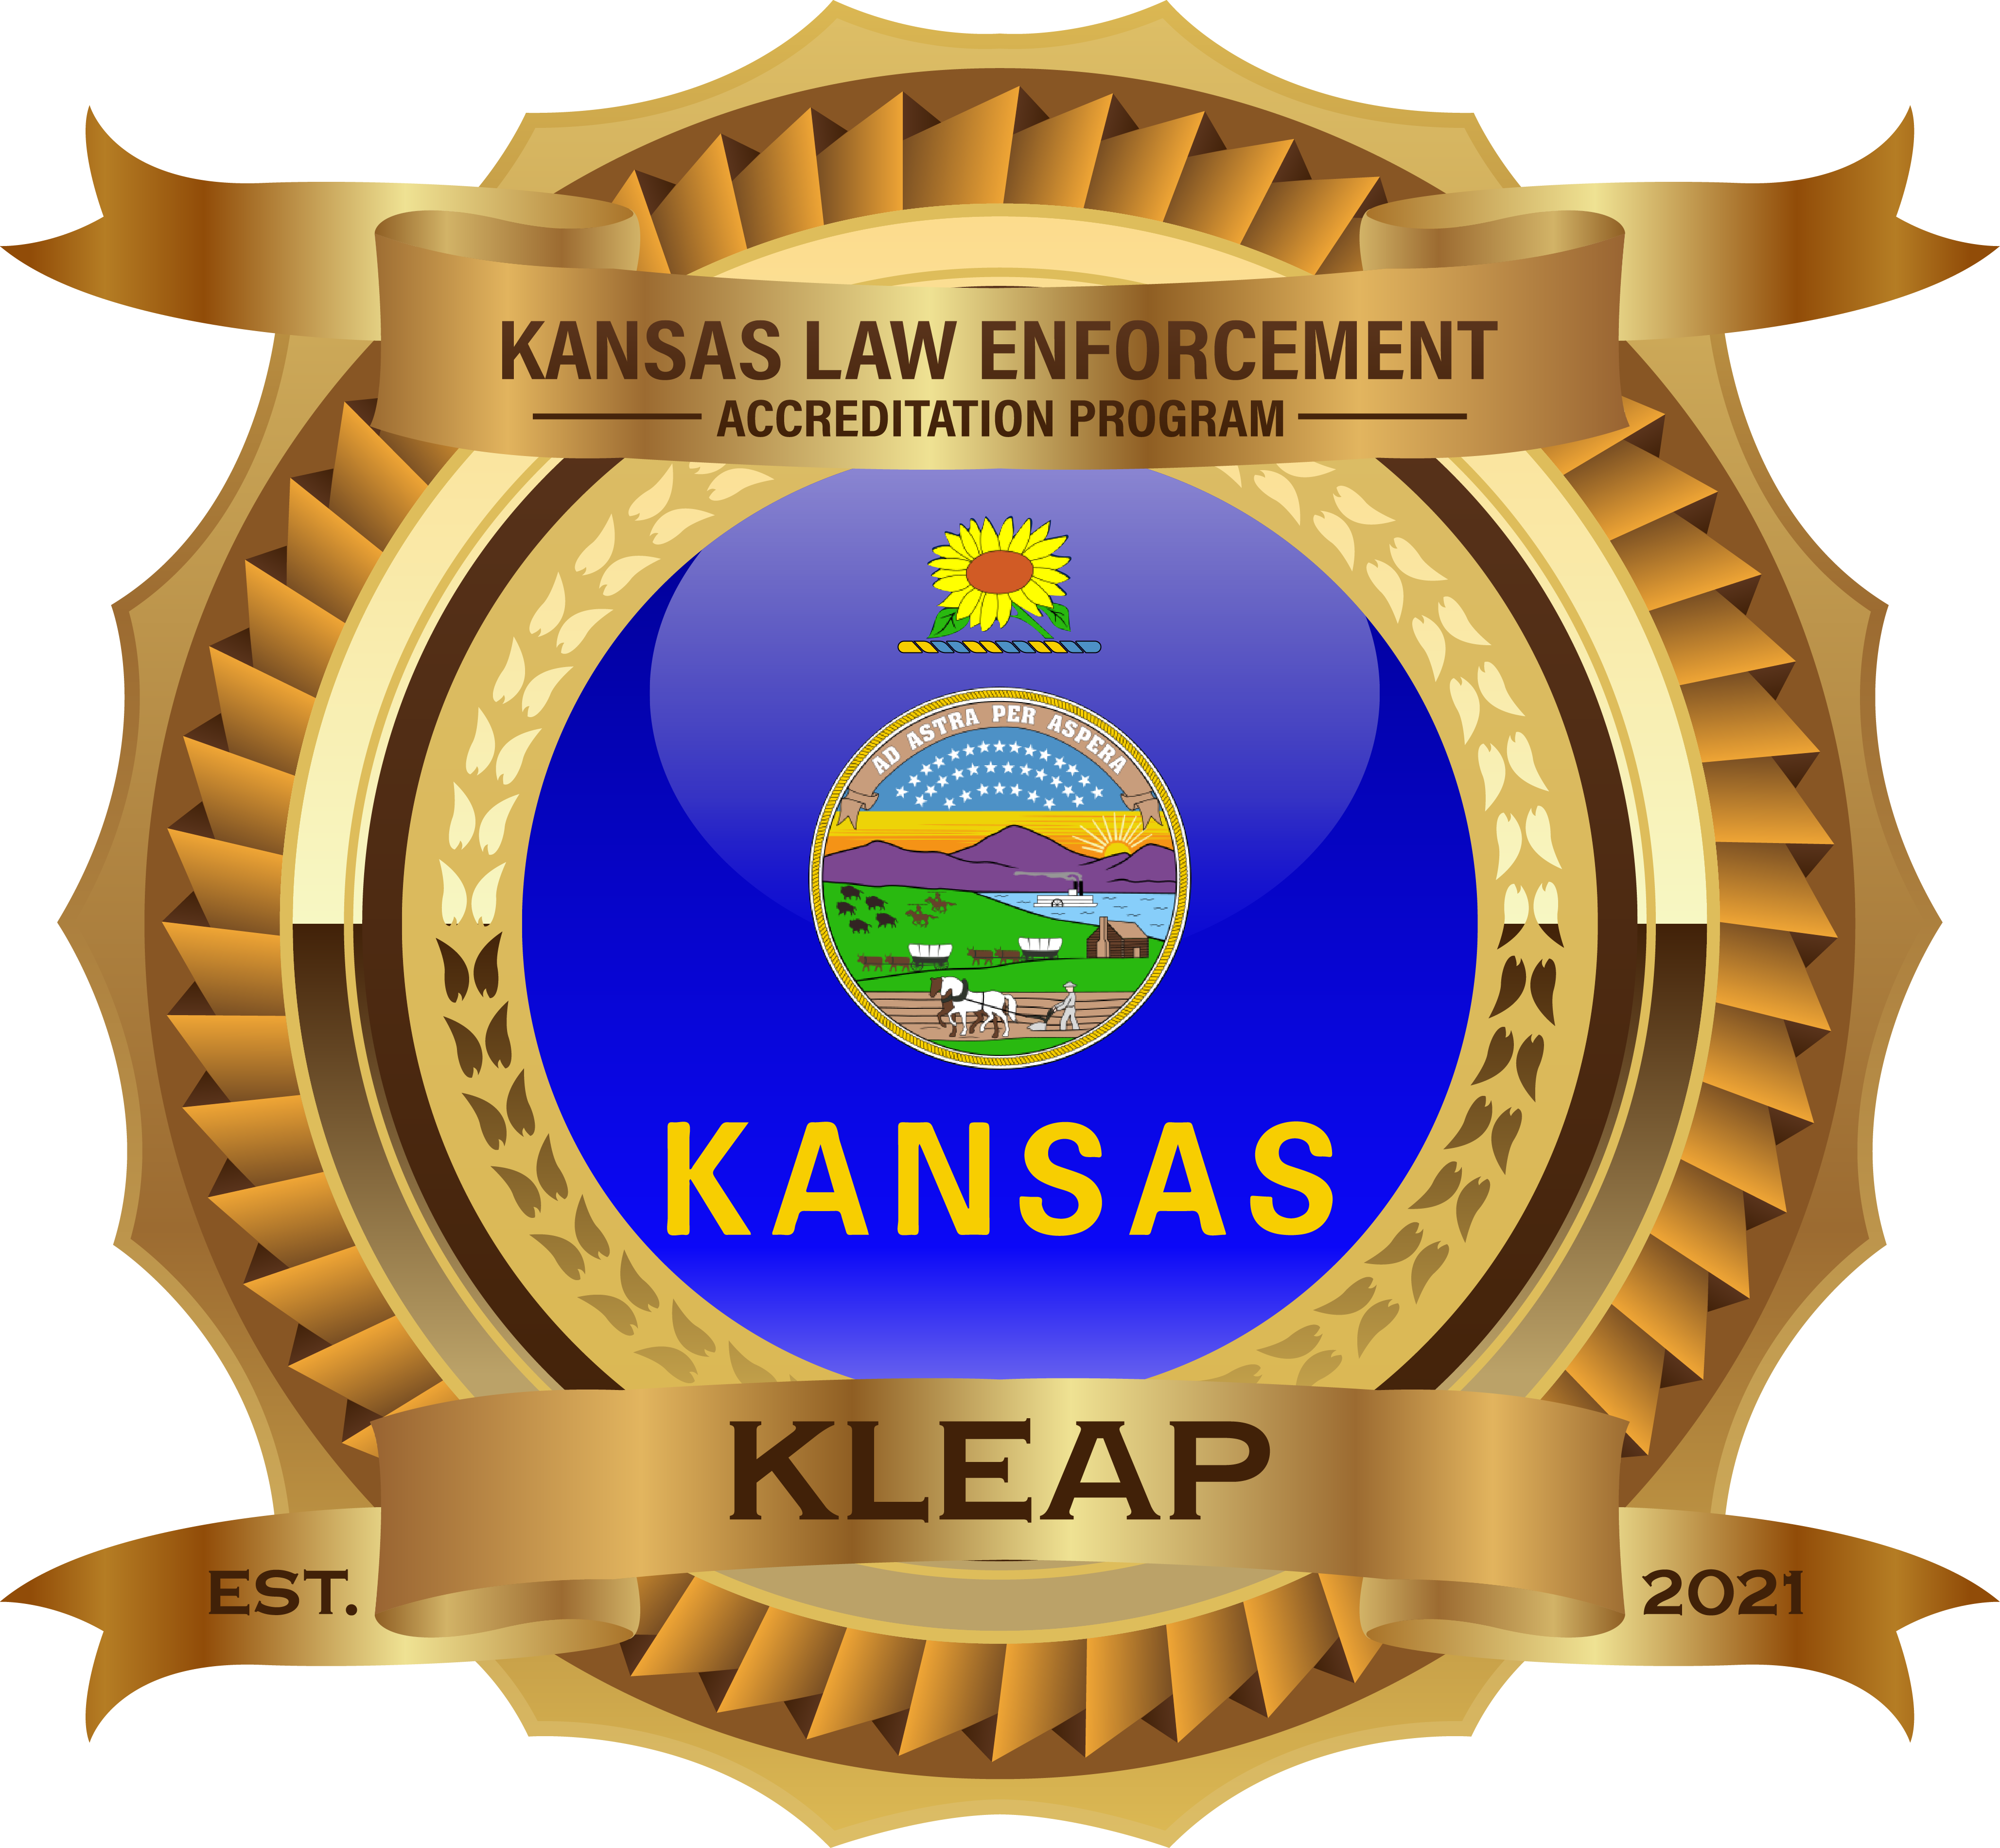 KANSAS LAW ENFORCEMENT
ACCREDITATION PROGRAM
AD ASTRA PER ASPERA
KANSAS
KLEAP
EST. 2021